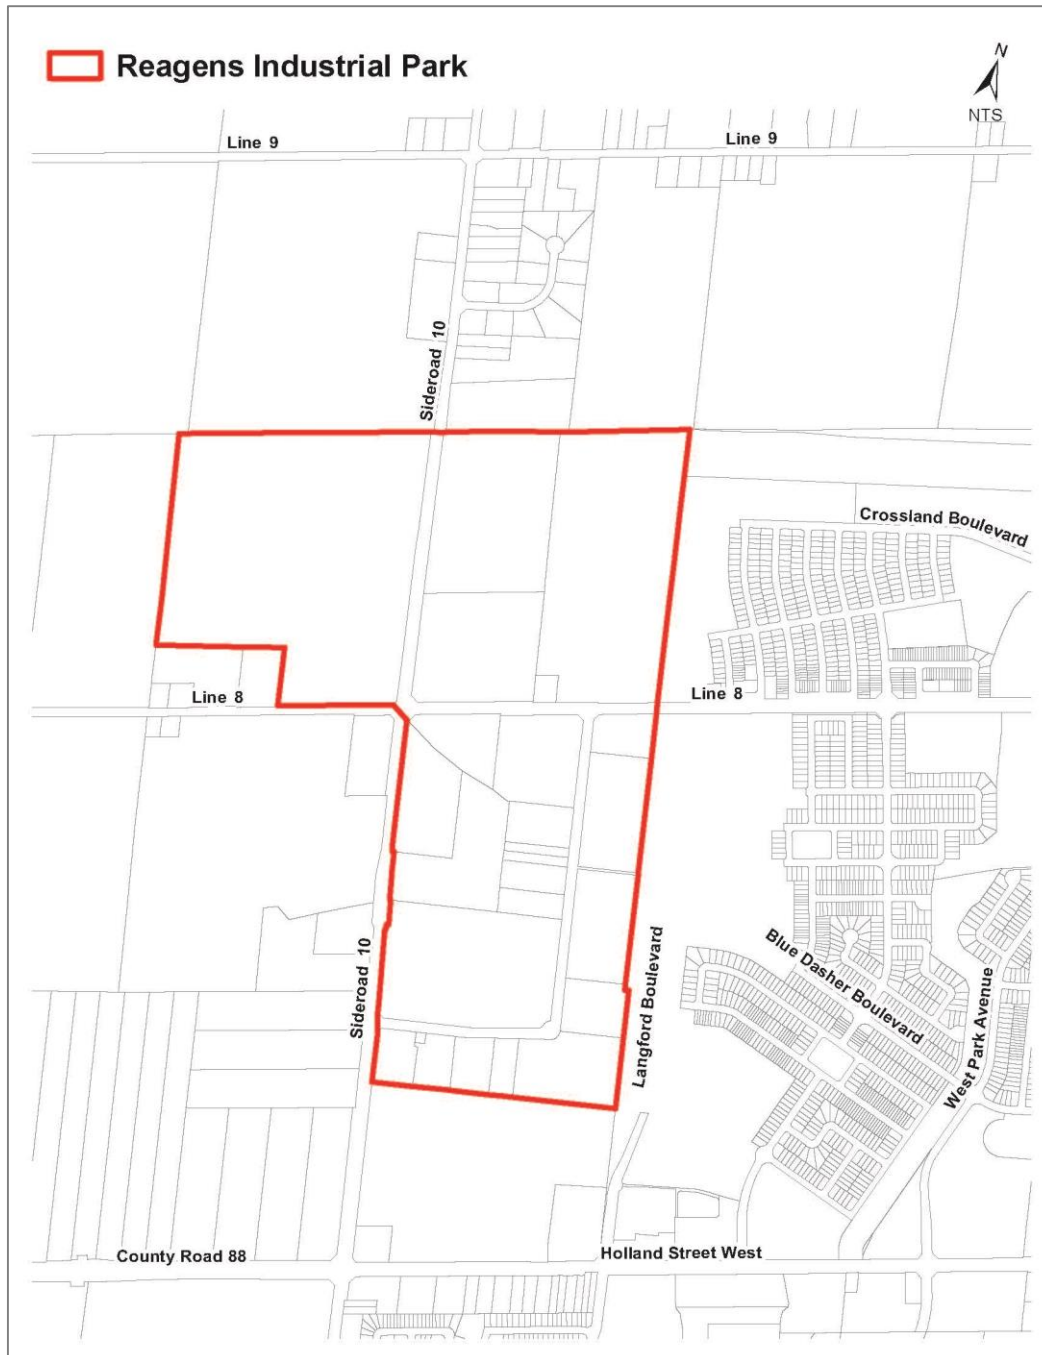 Reagens Industrial Park
N
NTS
Line 9
Line 9
Sideroad 10
Crossland Boulevard
Line 8
Line 8
Blue Dasher Boulevard
Sideroad 10
Langford Boulevard
West Park Avenue
County Road 88
Holland Street West